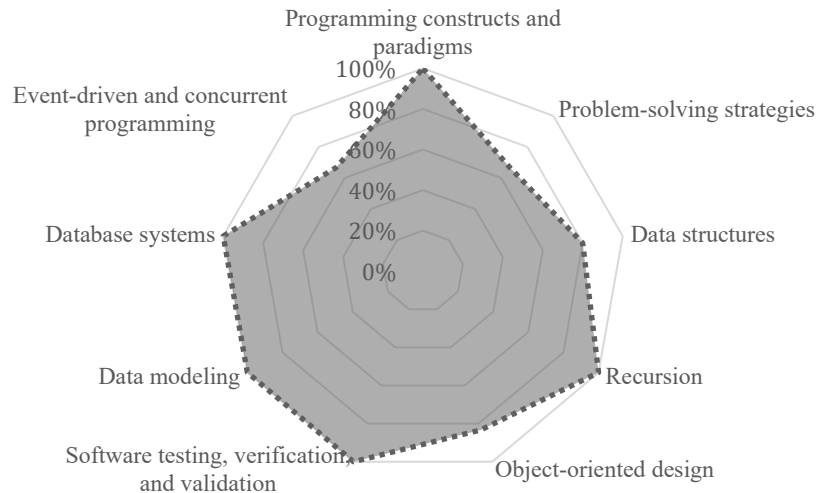 Programming constructs and
paradigms
Problem-solving strategies
Data structures
Recursion
Object-oriented design
Software testing, verification,
and validation
Data modeling
Database systems
Event-driven and concurrent
programming
100%
80%
60%
40%
20%
0%